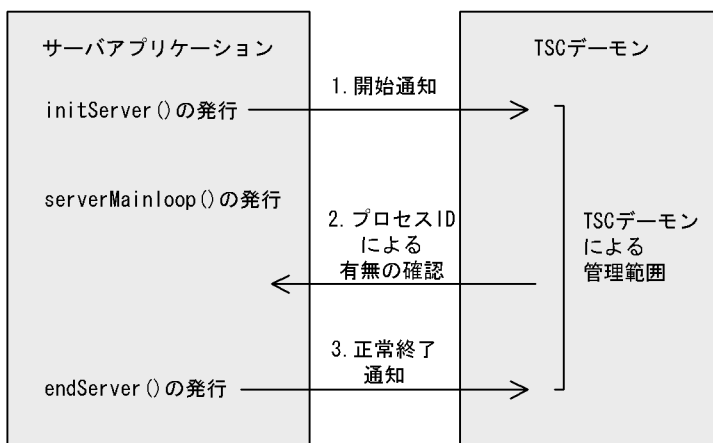 サーバアプリケーション
TSCデーモン
1.開始通知
initServer()の発行
serverMainloop()の発行
2.プロセスID
による
有無の確認
TSCデーモン
による
管理範囲
3.正常終了
通知
endServer()の発行